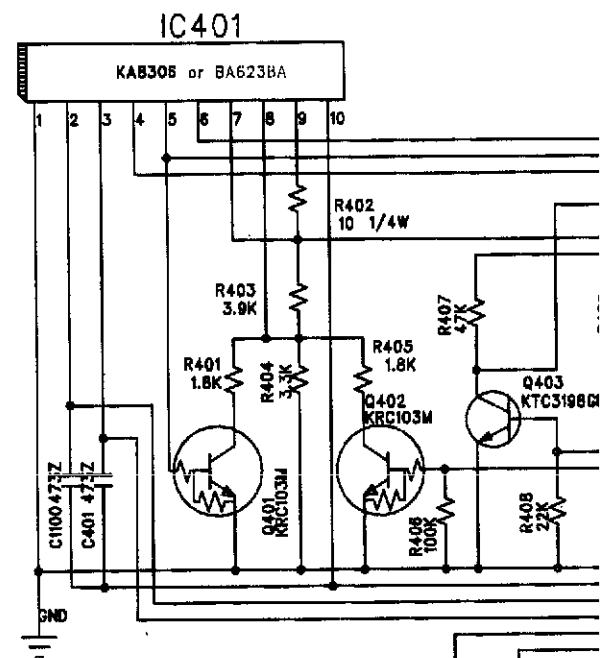 IC401
KA8305 or BA623BA
1 2 3 4 5 6 7 8 9 10
R402
10 1/4W
R403
3.9K
R401
1.8K
R404
3.3K
R405
1.8K
R407
47K
Q402
KRC103M
Q403
KTC3198G
C1100 473Z
C401 473Z
Q401
KRC103M
R406
100K
R408
22K
GND